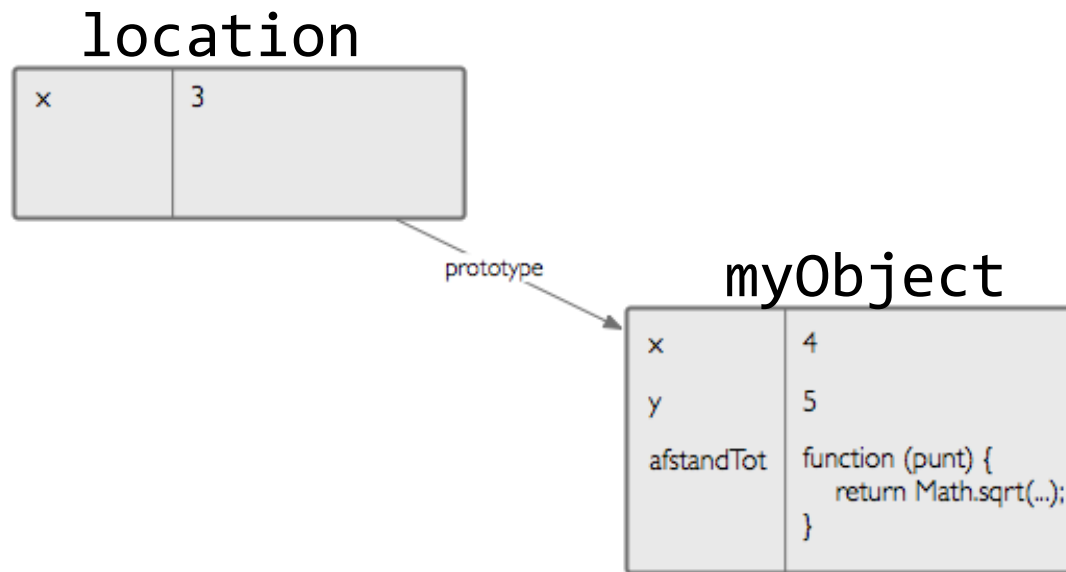 location
x 3
prototype
myObject
x 4
y 5
afstandTot function (punt) {
return Math.sqrt(...);
}